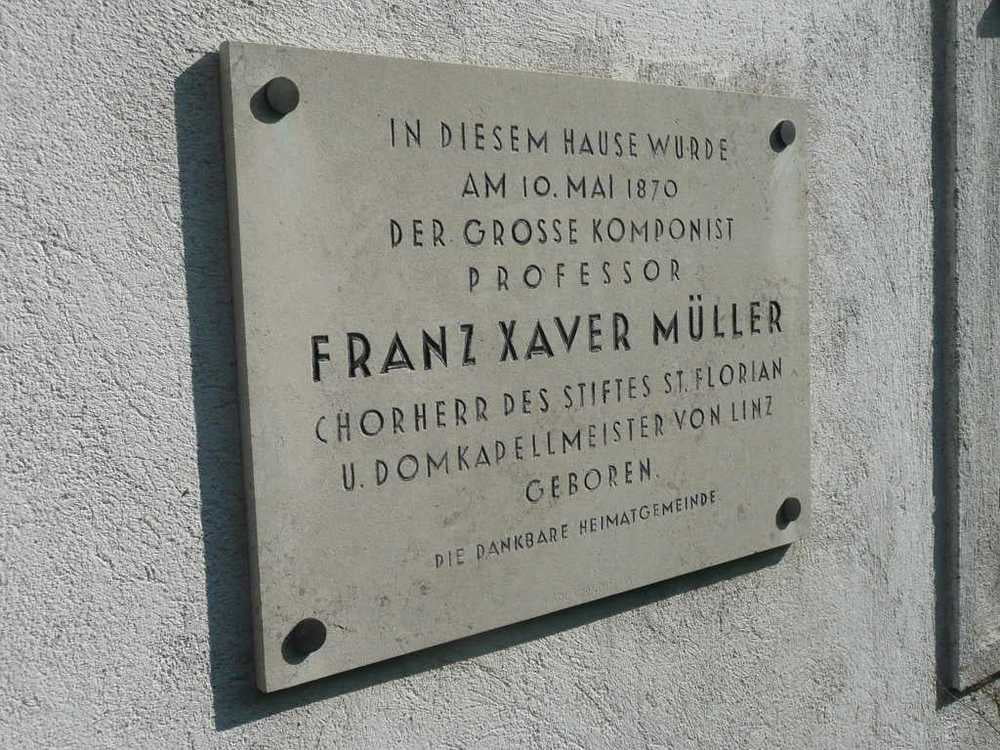 IN DIESEM HAUSE WURDE
AM 10. MAI 1870
DER GROSSE KOMPONIST
PROFESSOR
FRANZ XAVER MÜLLER
CHORHERR DES STIFTES ST. FLORIAN
U. DOMKAPELLMEISTER VON LINZ
GEBOREN.
DIE DANKBARE HEIMATGEMEINDE